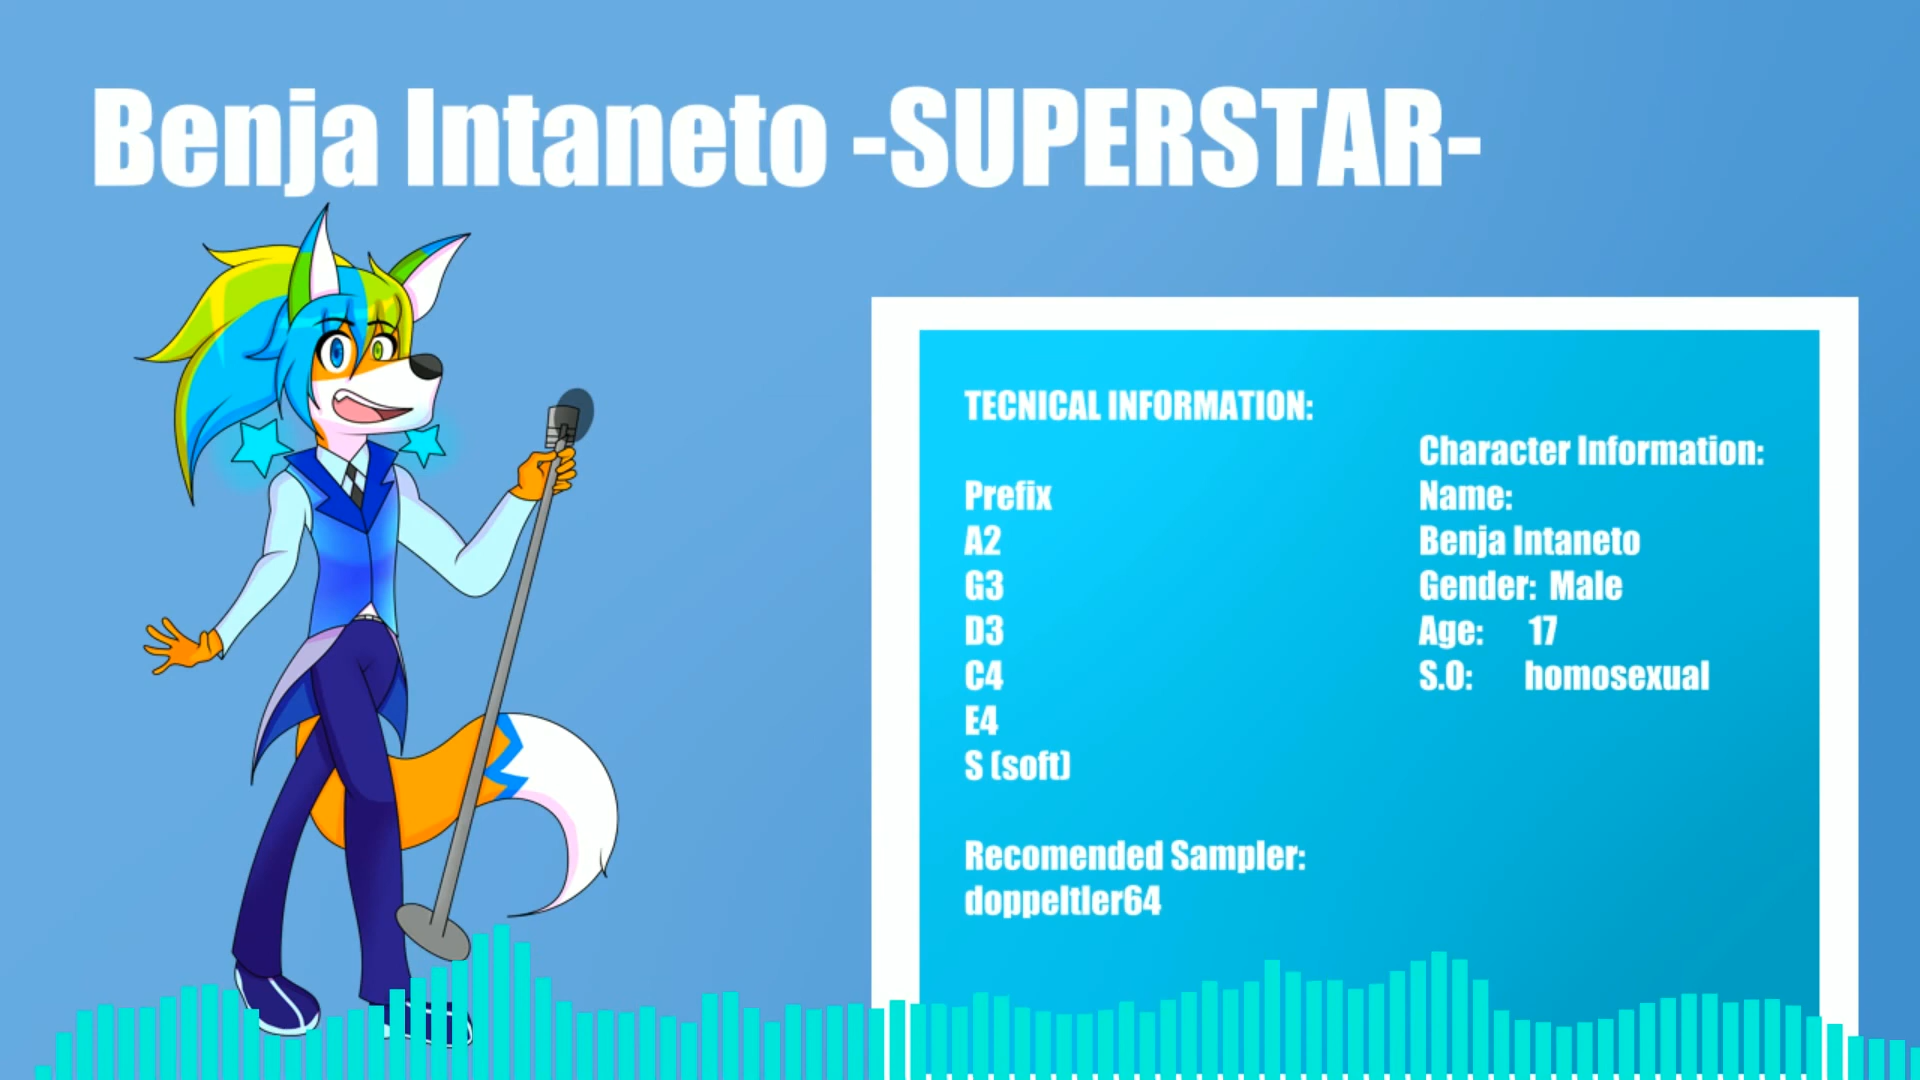 Benja Intaneto -SUPERSTAR-
TECNICAL INFORMATION:
Prefix
A2
G3
D3
C4
E4
S (soft)
Recomended Sampler:
doppeltler64
Character Information:
Name:
Benja Intaneto
Gender: Male
Age: 17
S.O: homosexual